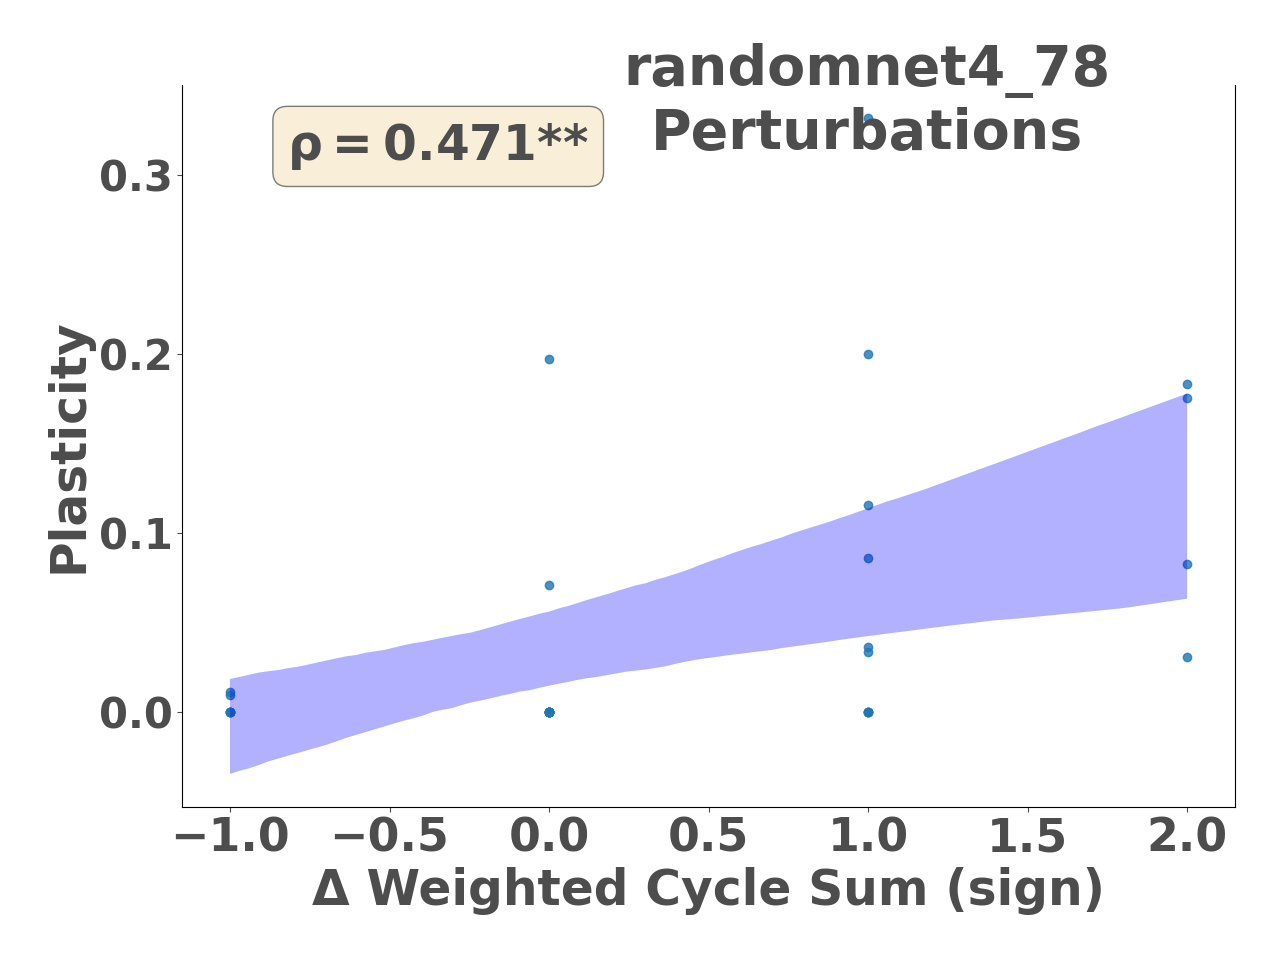 randomnet4_78
Perturbations
ρ = 0.471**
0.3
0.2
0.1
0.0
Plasticity
−1.0 −0.5 0.0 0.5 1.0 1.5 2.0
Δ Weighted Cycle Sum (sign)